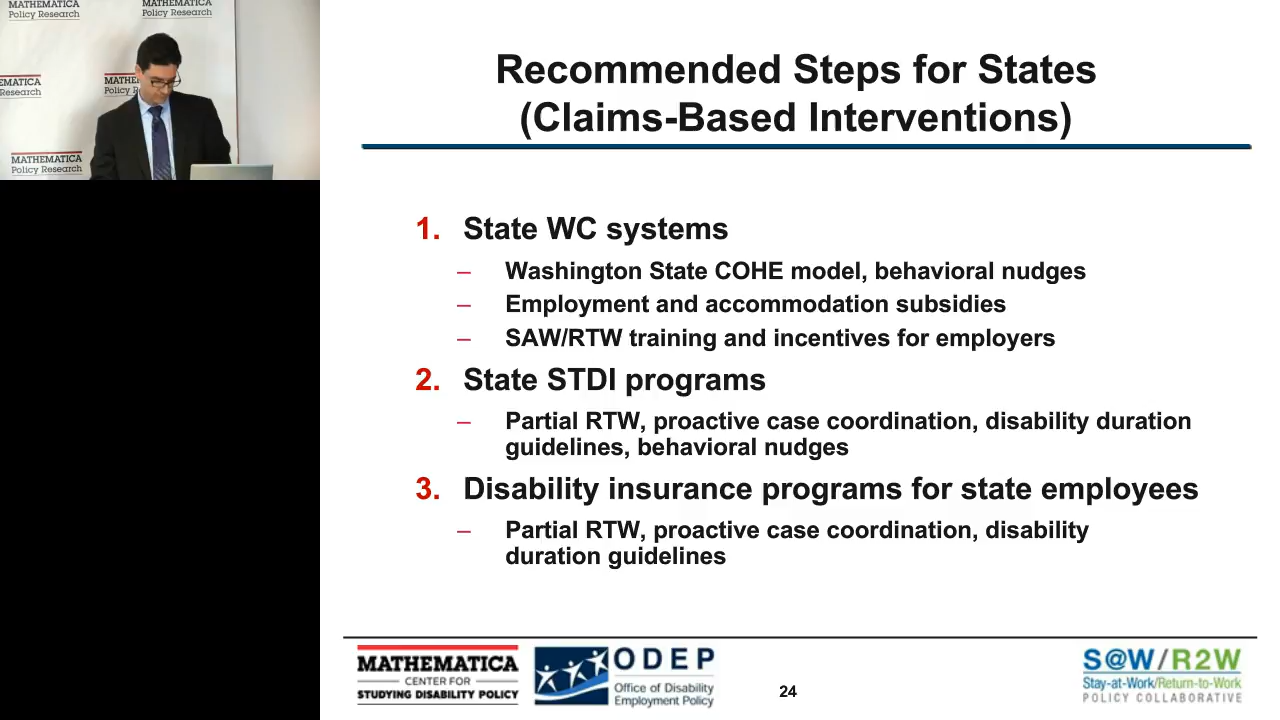 MATHEMATICA
Policy Research
MATHEMATICA
Policy Research
EMATICA
Policy Research
MATHEMATICA
Policy R
MATHEMATICA
Policy Research
Recommended Steps for States
(Claims-Based Interventions)
1. State WC systems
– Washington State COHE model, behavioral nudges
– Employment and accommodation subsidies
– SAW/RTW training and incentives for employers
2. State STDI programs
– Partial RTW, proactive case coordination, disability duration
guidelines, behavioral nudges
3. Disability insurance programs for state employees
– Partial RTW, proactive case coordination, disability
duration guidelines
MATHEMATICA
CENTER FOR
STUDYING DISABILITY POLICY
ODEP
Office of Disability
Employment Policy
24
S@W/R2W
Stay-at-Work/Return-to-Work
POLICY COLLABORATIVE